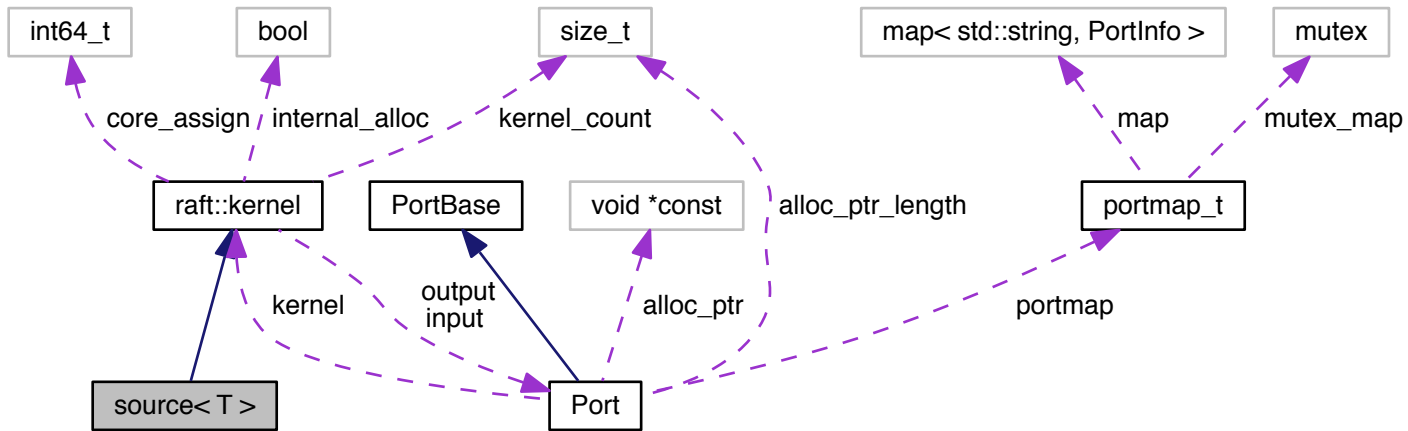 int64_t
bool
size_t
map< std::string, PortInfo >
mutex
core_assign
internal_alloc
kernel_count
map
mutex_map
raft::kernel
PortBase
void *const
alloc_ptr_length
portmap_t
kernel
output
input
alloc_ptr
portmap
source< T >
Port